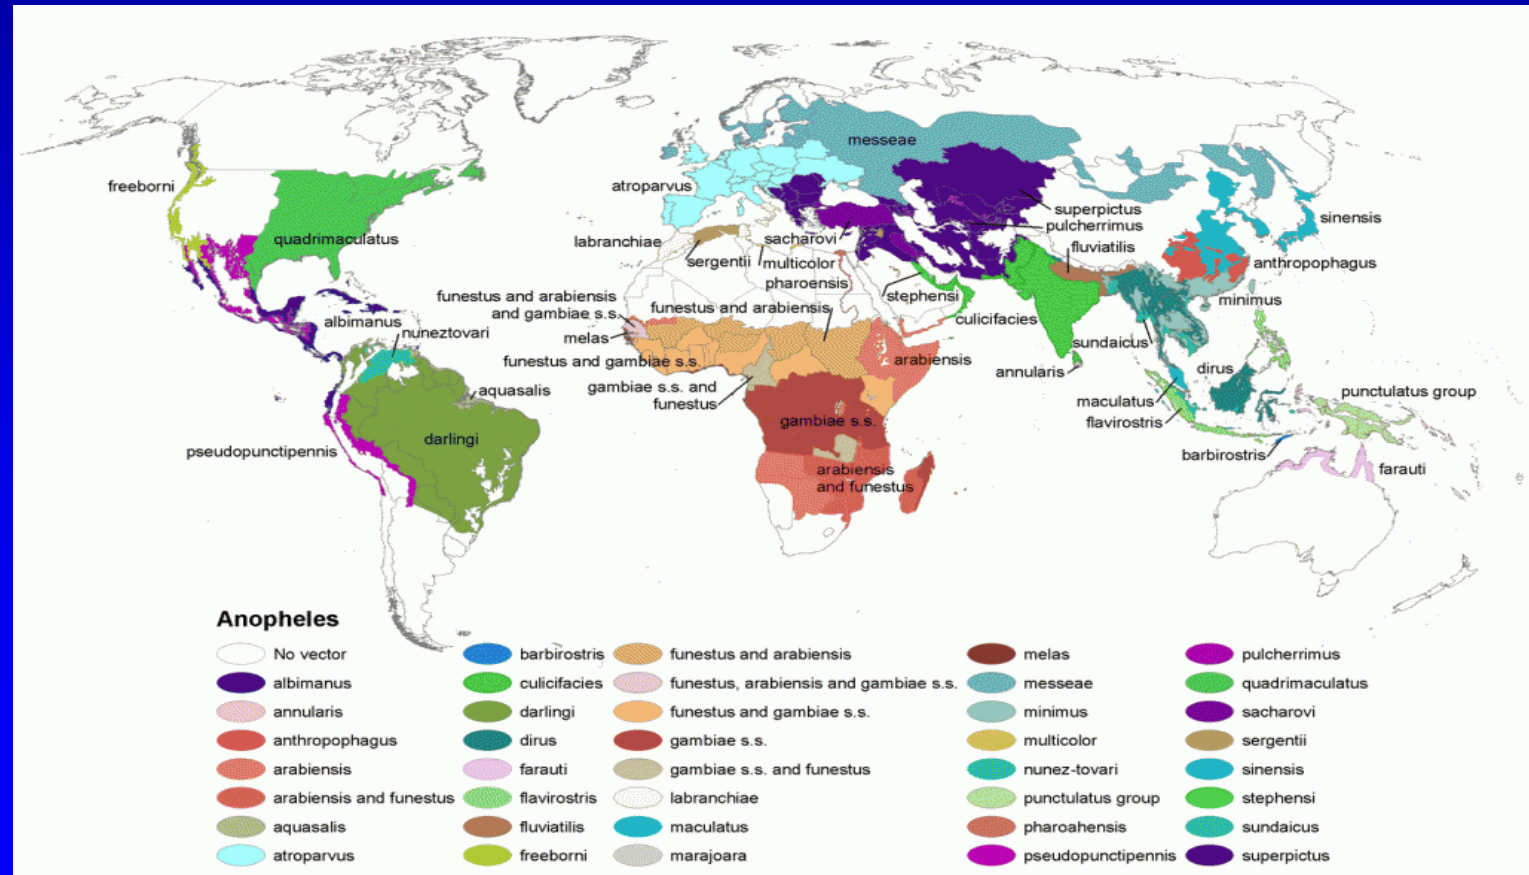 freeborni
quadrimaculatus
albimanus
nuneztovari
aquasalis
darlingi
pseudopunctipennis
messeae
atroparvus
labranchiae
sergentii
sacharovi
multicolor
pharoensis
superpictus
pulcherrimus
fluviatilis
sinensis
anthropophagus
minimus
stephensi
culicifacies
funestus and arabiensis
and gambiae s.s.
funestus and arabiensis
melas
funestus and gambiae s.s.
gambiae s.s. and
funestus
arabiensis
gambiae s.s.
arabiensis
and funestus
sundaicus
annularis
dirus
maculatus
flavirostris
punctulatus group
barbirostris
farauti
Anopheles
No vector
albimanus
annularis
anthropophagus
arabiensis
arabiensis and funestus
aquasalis
atroparvus
barbirostris
culicifacies
darlingi
dirus
farauti
flavirostris
fluviatilis
freeborni
funestus and arabiensis
funestus, arabiensis and gambiae s.s.
funestus and gambiae s.s.
gambiae s.s.
gambiae s.s. and funestus
labranchiae
maculatus
marajoara
melas
messeae
minimus
multicolor
nunez-tovari
punctulatus group
pharoahensis
pseudopunctipennis
pulcherrimus
quadrimaculatus
sacharovi
sergentii
sinensis
stephensi
sundaicus
superpictus